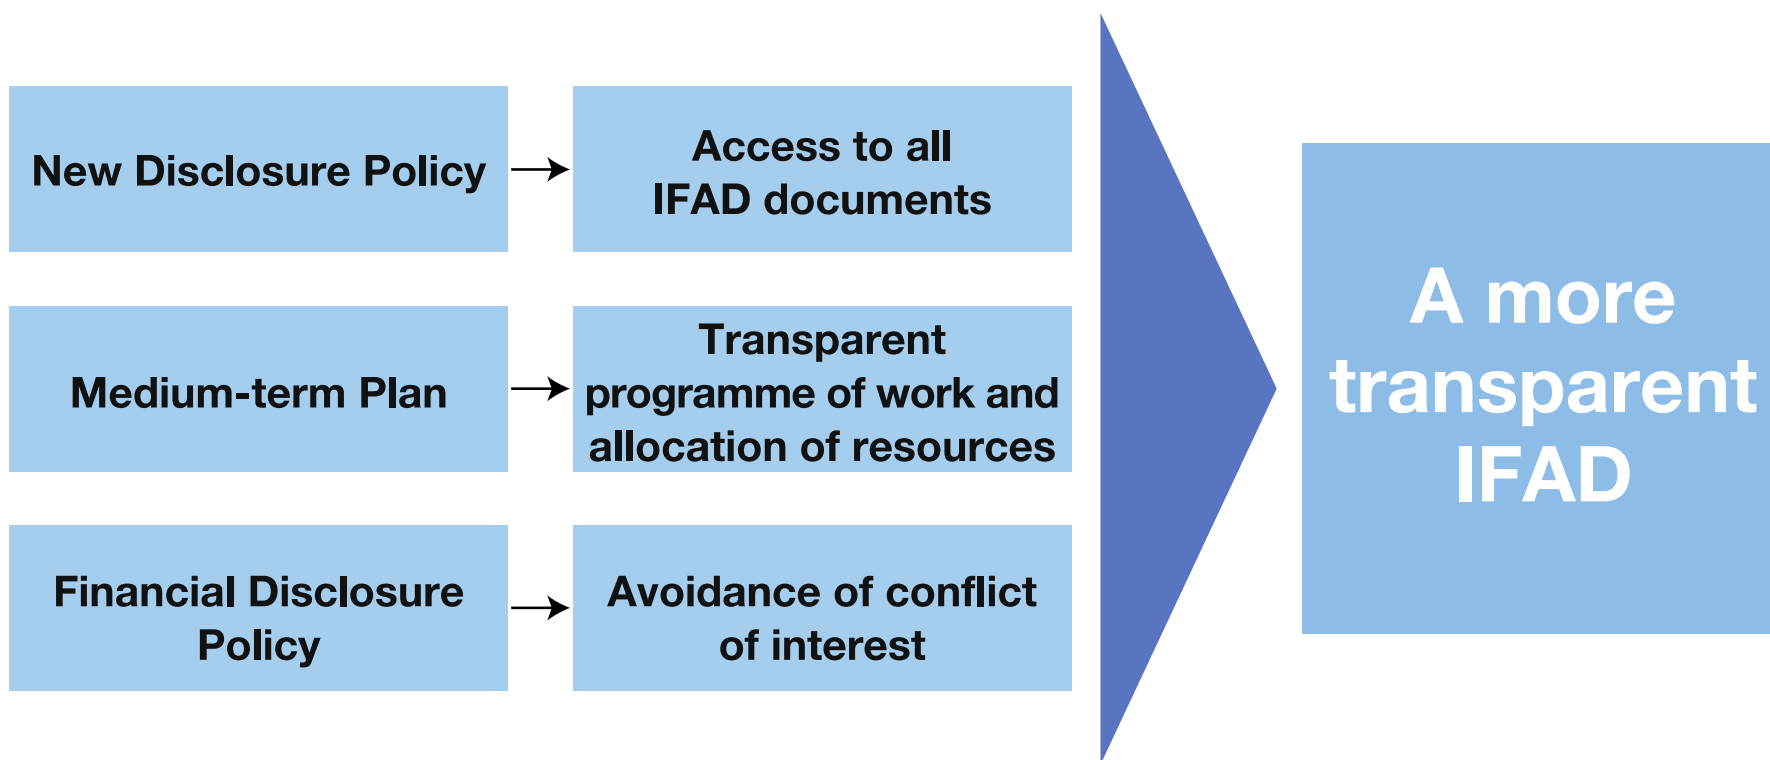 New Disclosure Policy
Access to all
IFAD documents
Medium-term Plan
Transparent
programme of work and
allocation of resources
Financial Disclosure
Policy
Avoidance of conflict
of interest
A more
transparent
IFAD